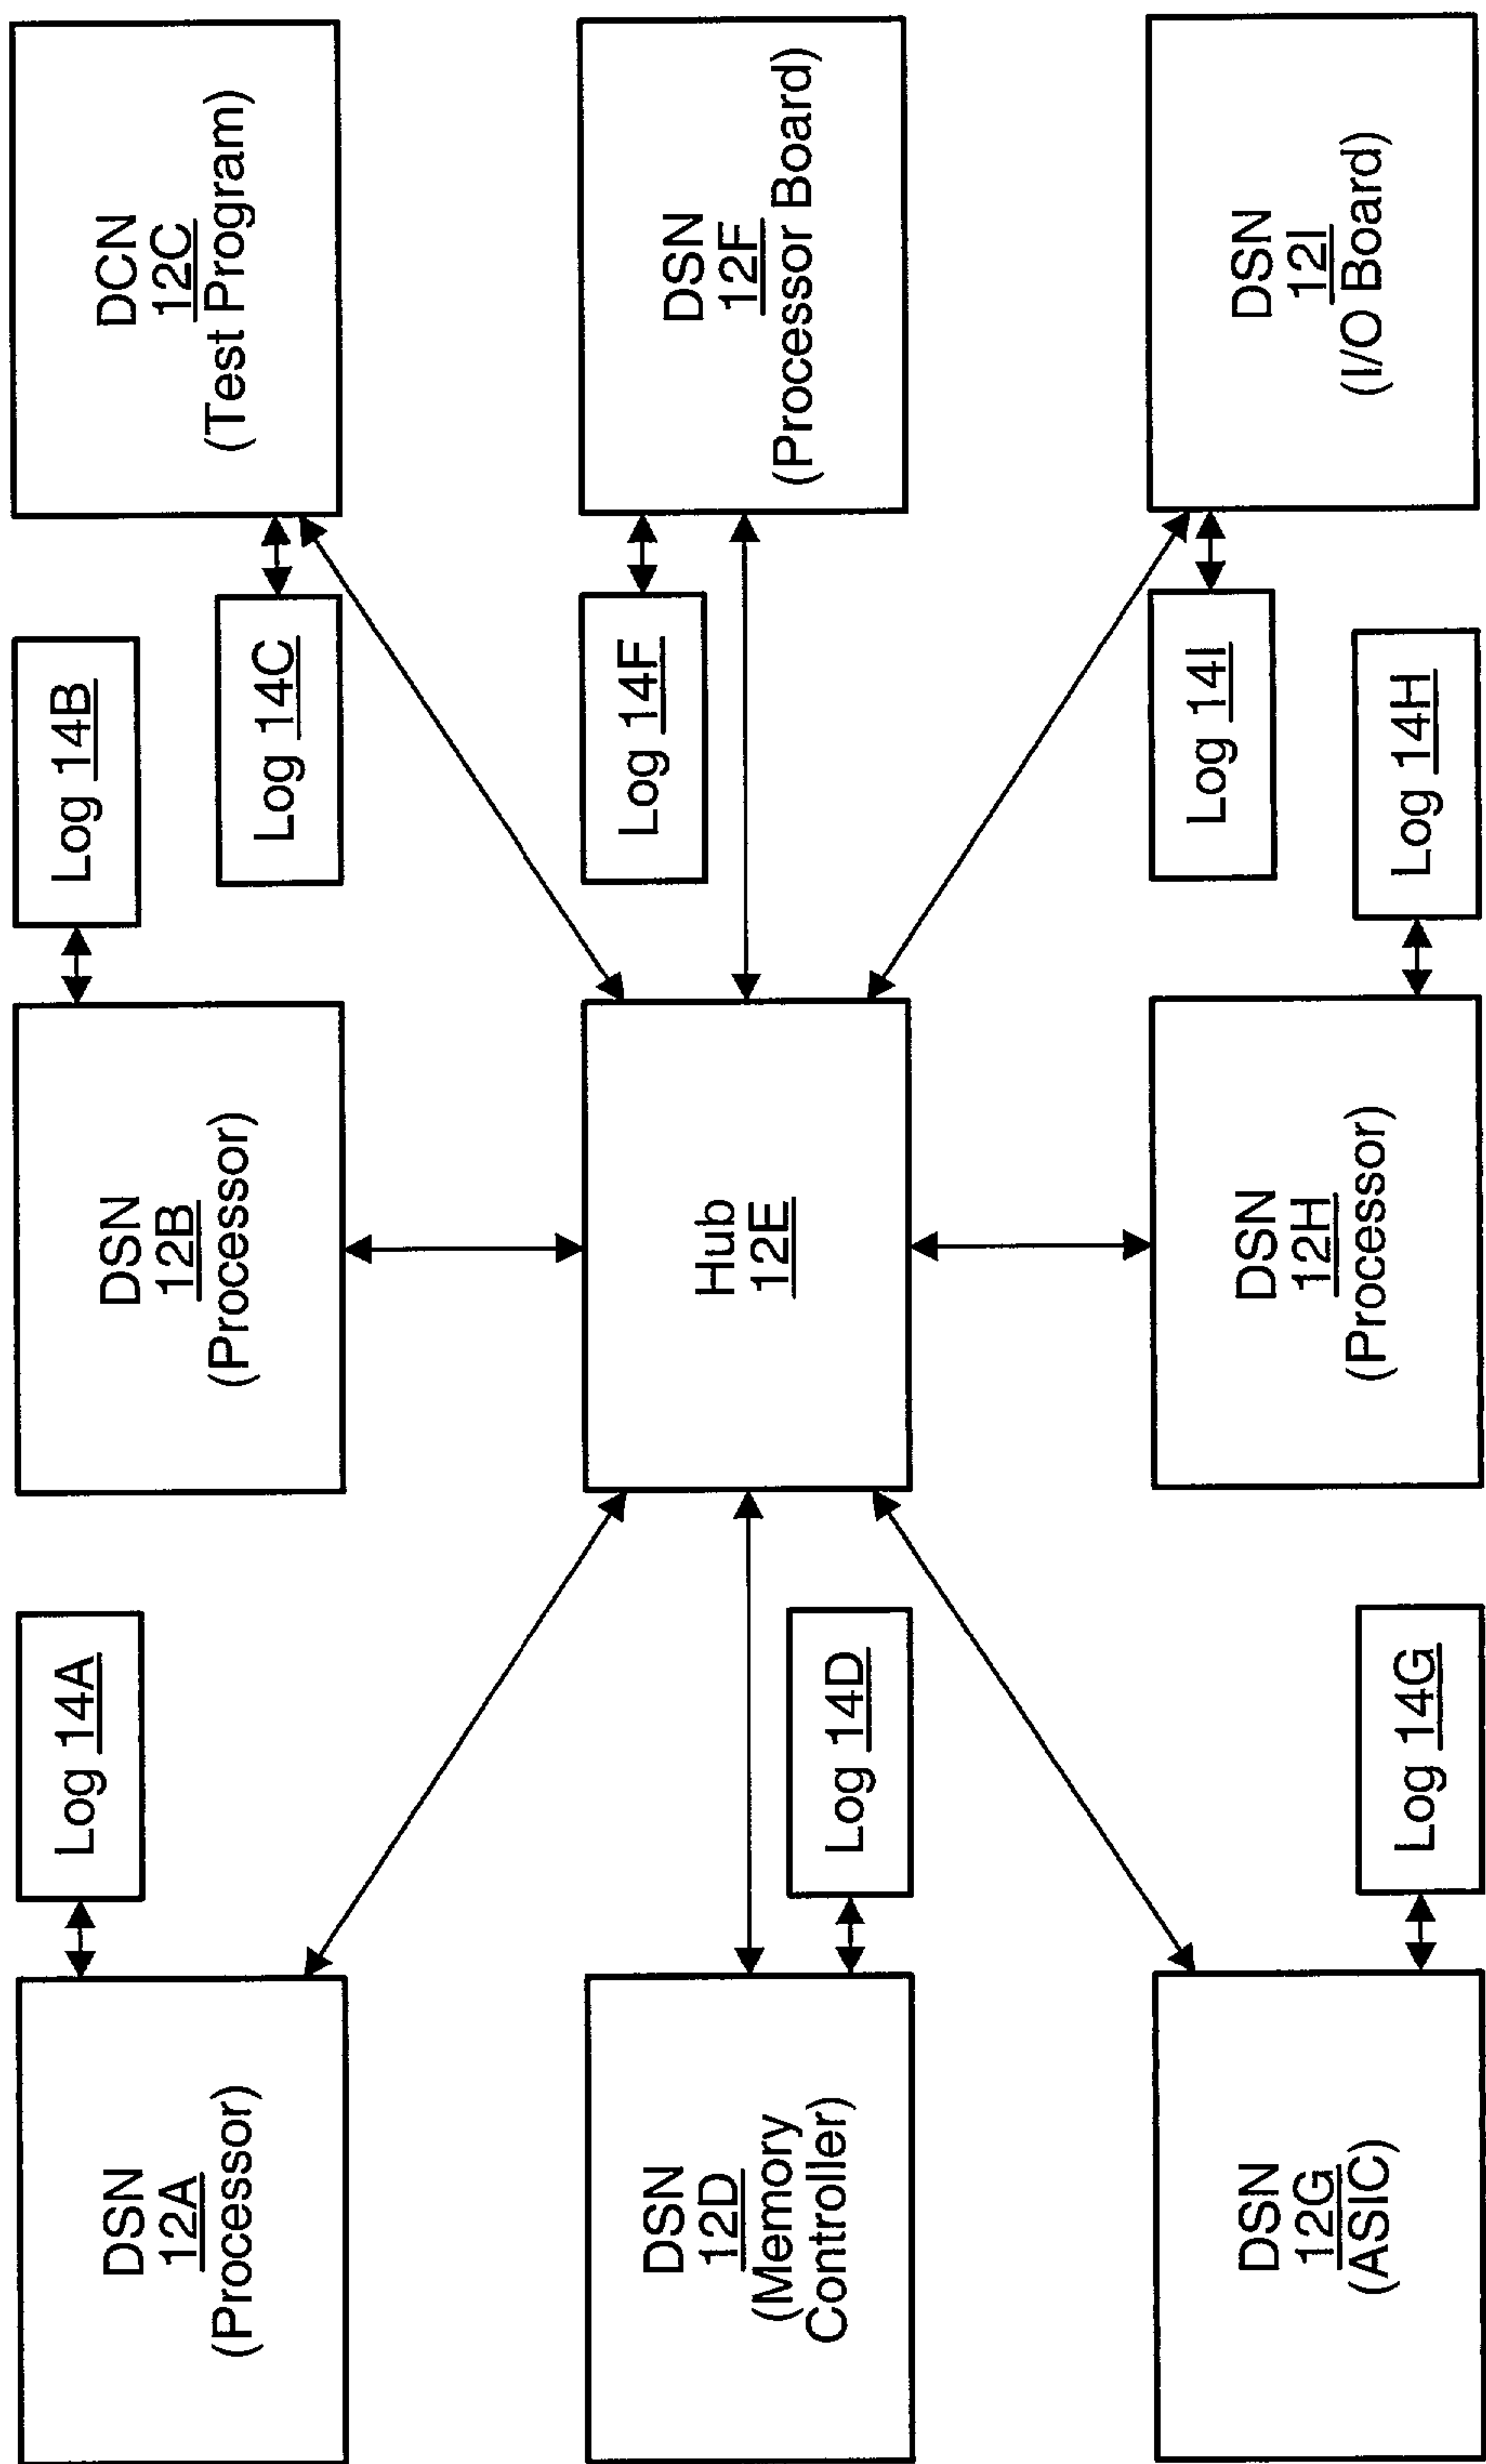 DSN
12A
(Processor)
Log 14A
DSN
12B
(Processor)
Log 14B
DCN
12C
(Test Program)
Log 14C
DSN
12D
(Memory
Controller)
Log 14D
Hub
12E
DSN
12F
(Processor Board)
Log 14F
DSN
12G
(ASIC)
Log 14G
DSN
12H
(Processor)
Log 14H
DSN
12I
(I/O Board)
Log 14I